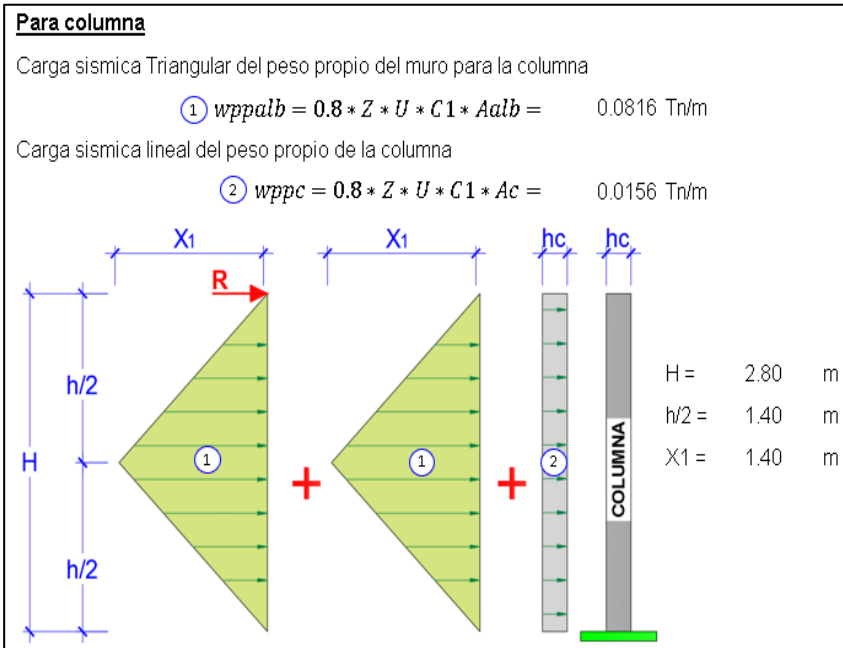 Para columna
Carga sismica Triangular del peso propio del muro para la columna
1 wppalb = 0.8 * Z * U * C1 * Aalb = 0.0816 Tn/m
Carga sismica lineal del peso propio de la columna
2 wppc = 0.8 * Z * U * C1 * Ac = 0.0156 Tn/m
X1 X1 hc hc
R
h/2
H = 2.80 m
h/2 = 1.40 m
H 1 + 1 + 2 COLUMNA X1 = 1.40 m
h/2